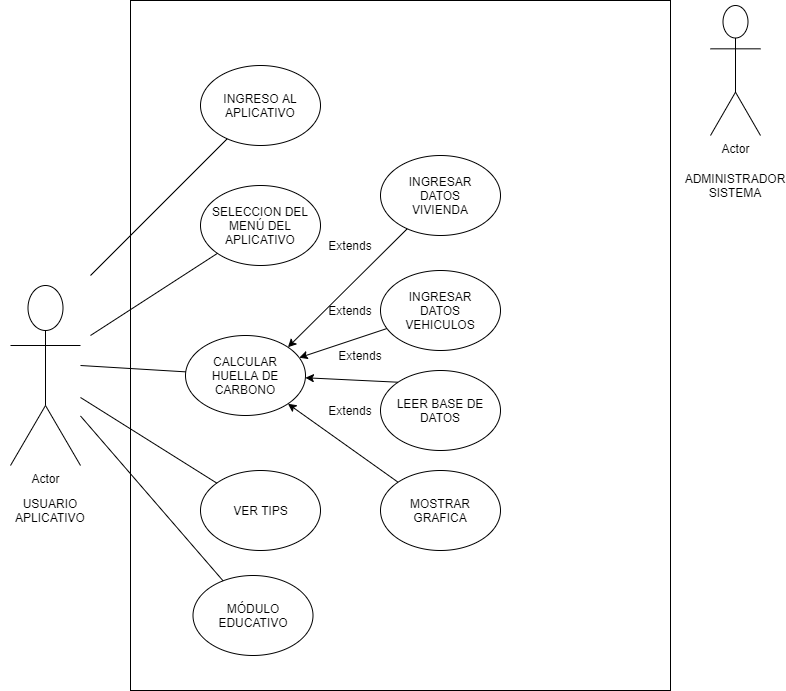 INGRESO AL
APLICATIVO
Actor
ADMINISTRADOR
SISTEMA
SELECCION DEL
MENÚ DEL
APLICATIVO
INGRESAR
DATOS
VIVIENDA
Extends
INGRESAR
DATOS
VEHICULOS
Extends
CALCULAR
HUELLA DE
CARBONO
Extends
LEER BASE DE
DATOS
Extends
Actor
USUARIO
APLICATIVO
VER TIPS
MOSTRAR
GRAFICA
MÓDULO
EDUCATIVO